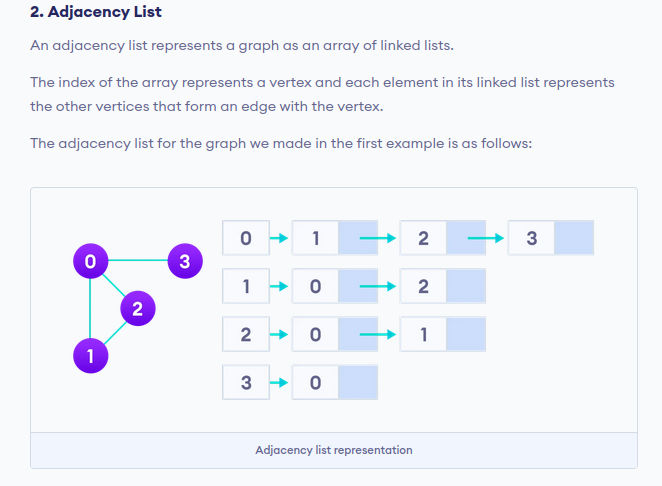 2. Adjacency List
An adjacency list represents a graph as an array of linked lists.
The index of the array represents a vertex and each element in its linked list represents
the other vertices that form an edge with the vertex.
The adjacency list for the graph we made in the first example is as follows:
0 3
2
1
0 1 2 3
1 0 2
2 0 1
3 0
Adjacency list representation